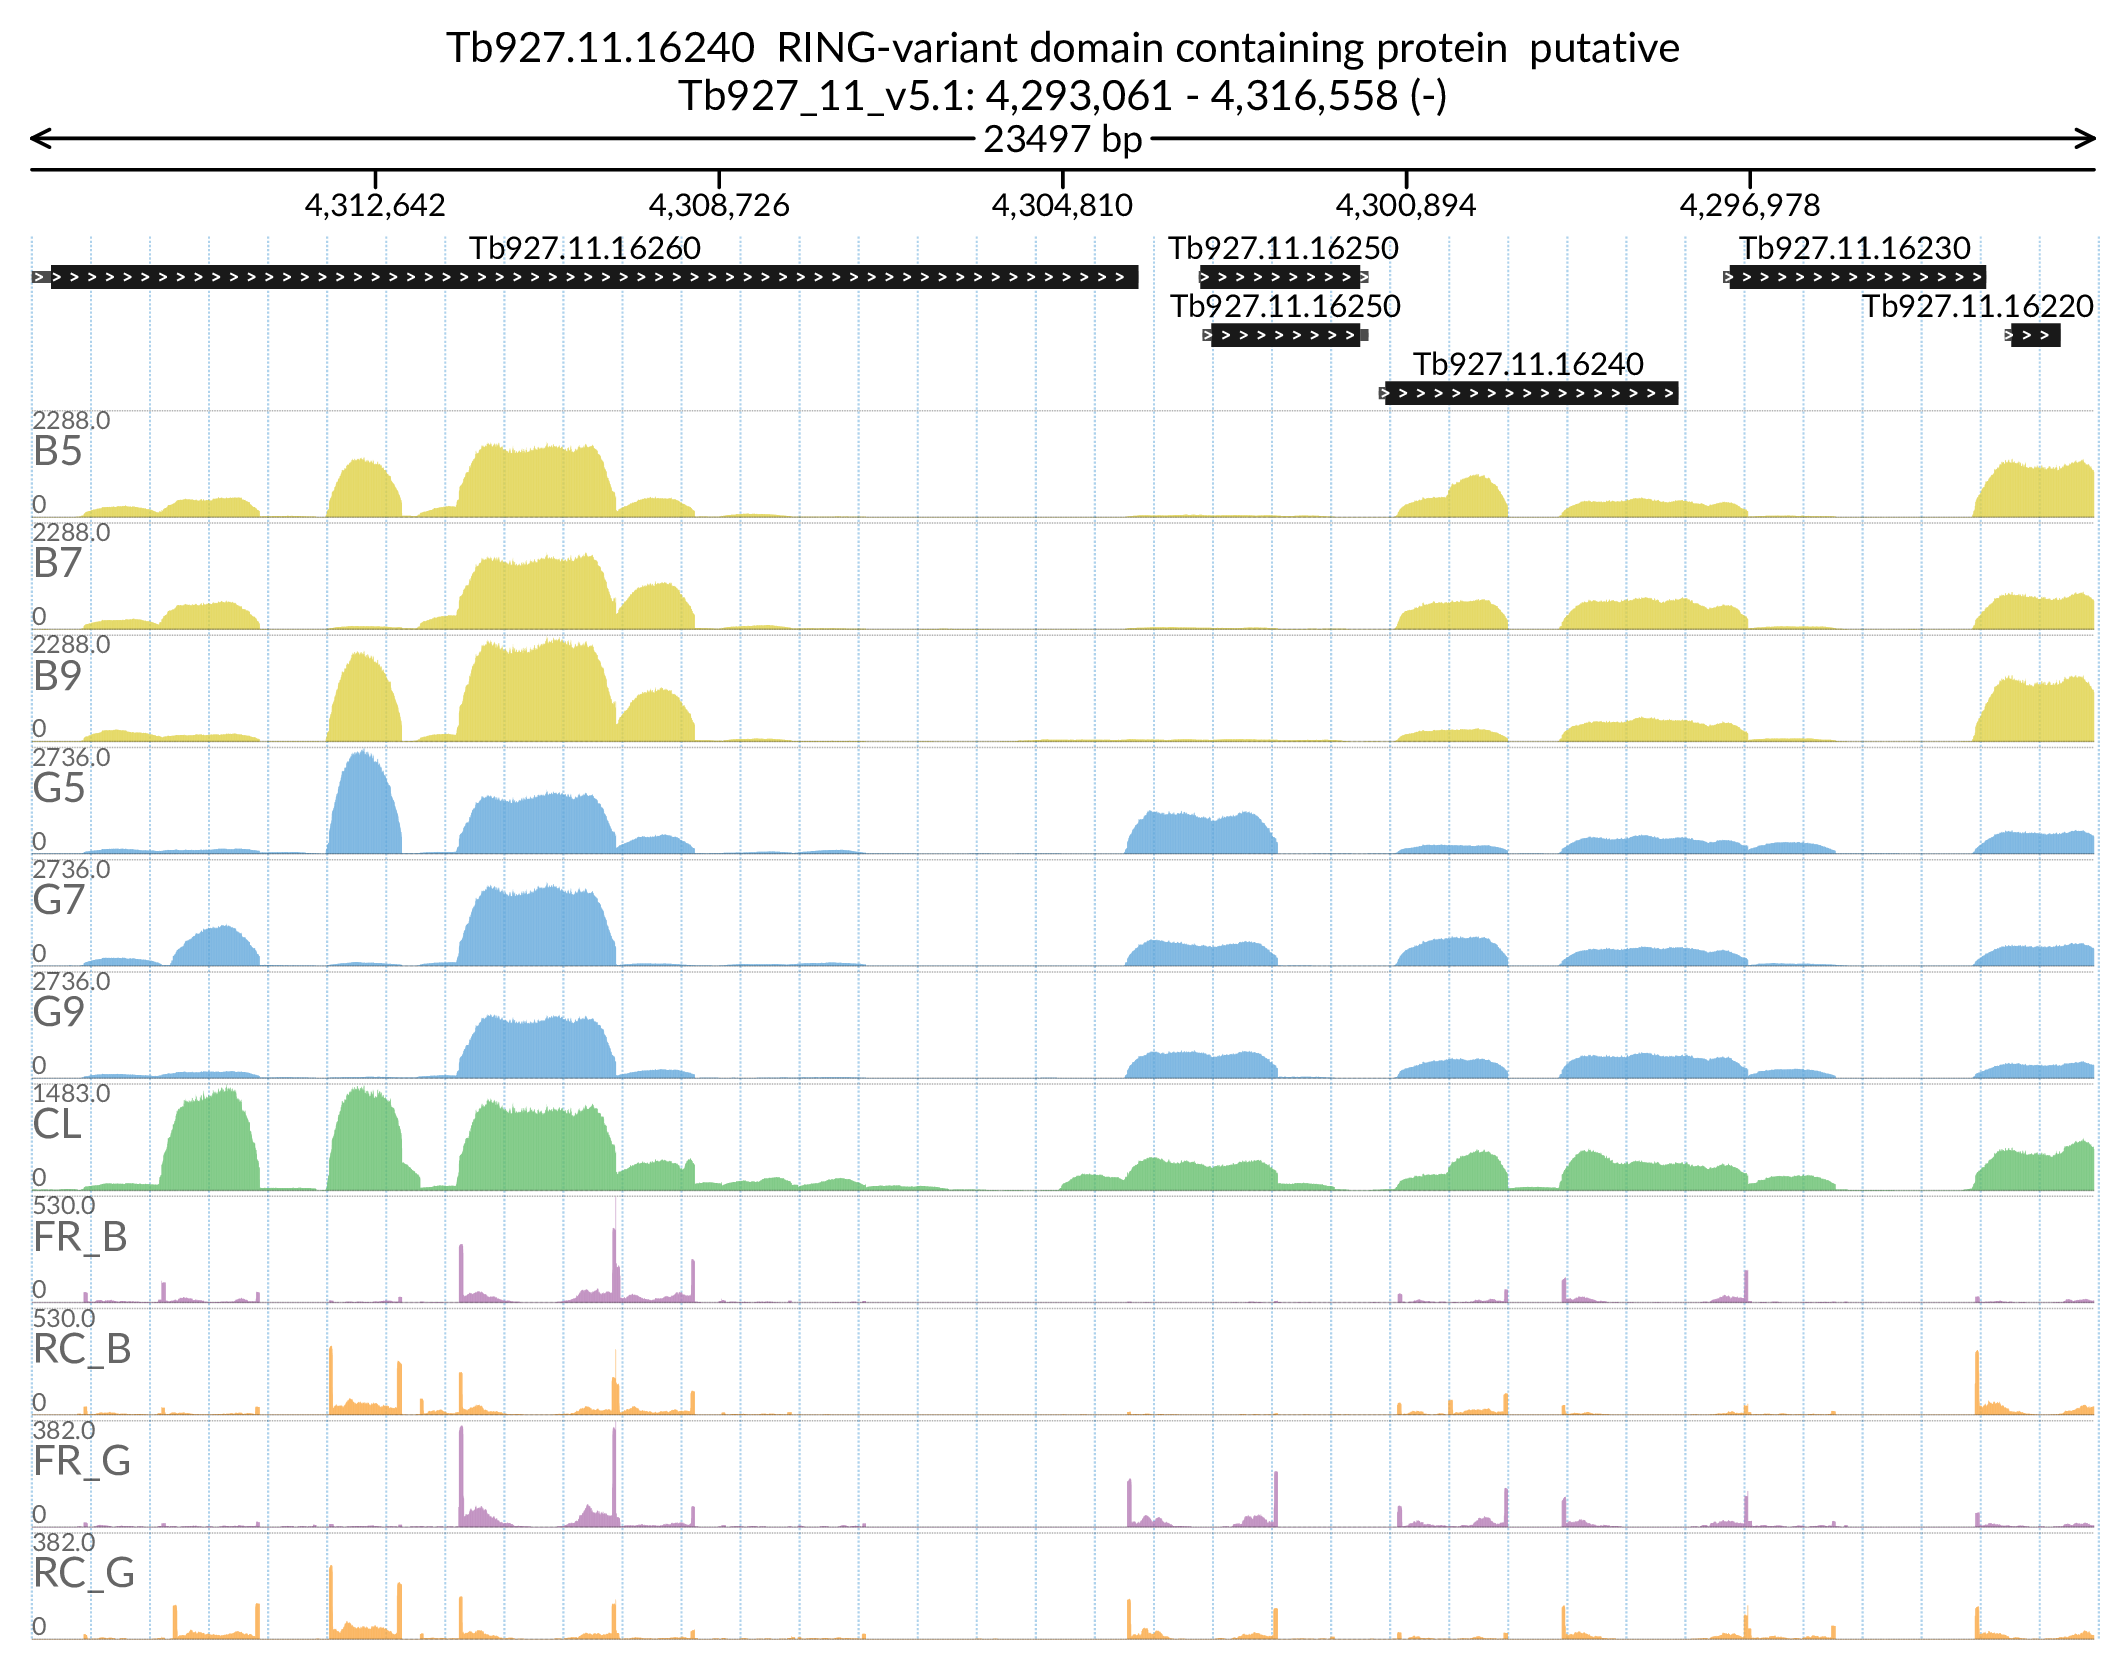 Tb927.11.16240  RING-variant domain containing protein  putative
Tb927_11_v5.1: 4,293,061 - 4,316,558 (-)
23497 bp
4,312,642 4,308,726 4,304,810 4,300,894 4,296,978
Tb927.11.16260 Tb927.11.16250 Tb927.11.16230
Tb927.11.16250 Tb927.11.16220
Tb927.11.16240
2288.0
B5
0
2288.0
B7
0
2288.0
B9
0
2736.0
G5
0
2736.0
G7
0
2736.0
G9
0
1483.0
CL
0
530.0
FR_B
0
530.0
RC_B
0
382.0
FR_G
0
382.0
RC_G
0